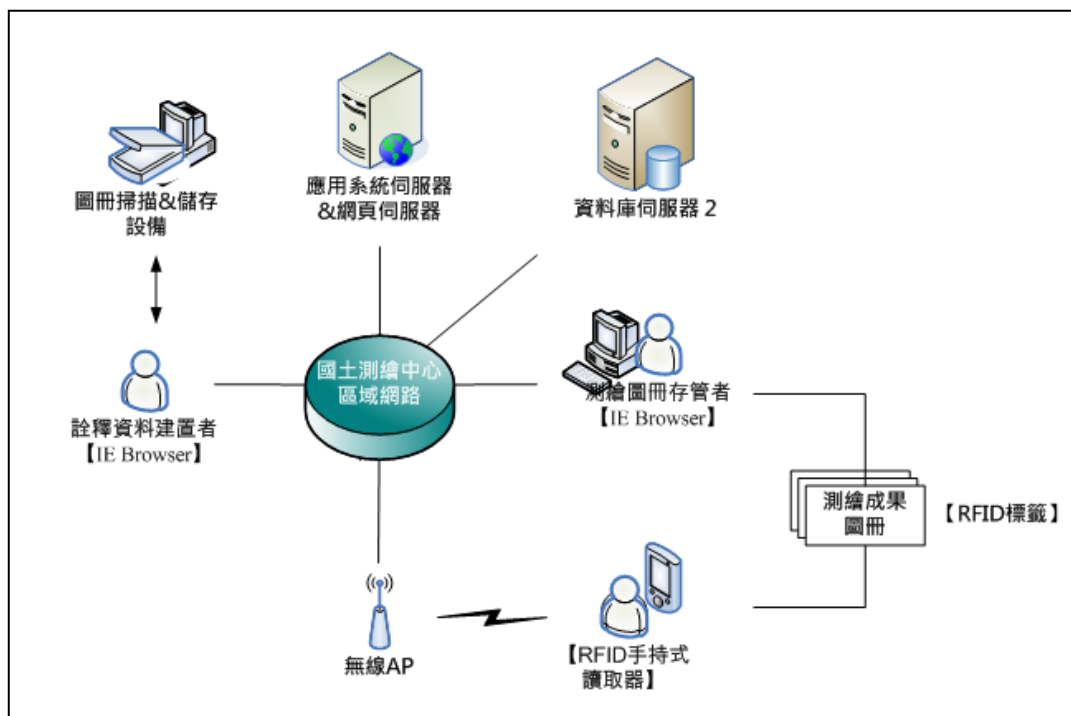 圖冊掃描&儲存
設備
應用系統伺服器
&網頁伺服器
資料庫伺服器 2
國土測繪中心
區域網路
詮釋資料建置者
【IE Browser】
測繪圖冊存管者
【IE Browser】
測繪成果
圖冊
【RFID標籤】
無線AP
【RFID手持式
讀取器】